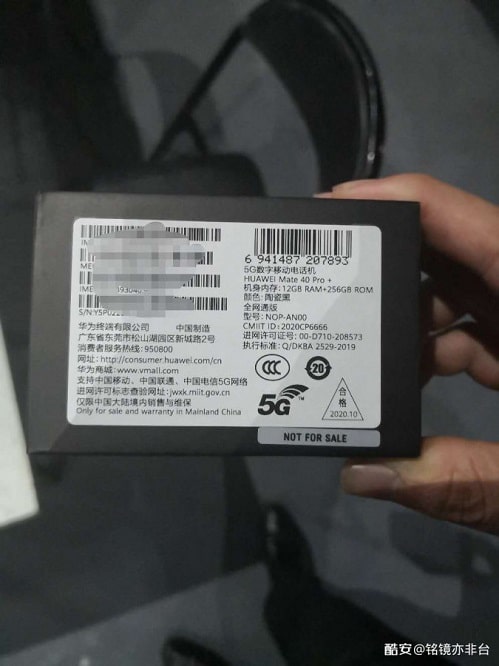 IM
ME
IME
93040
S/N:Y5P022
华为终端有限公司 中国制造
广东省东莞市松山湖园区新城路2号
消费者服务热线: 950800
网址: http://consumer.huawei.com/cn
华为商城: www.vmall.com
支持中国移动、中国联通、中国电信5G网络
进网许可标志查验网址: jwxk.miit.gov.cn
仅限中国大陆境内销售与维保
Only for sale and warranty in Mainland China
6 941487 207893
5G数字移动电话机
HUAWEI Mate 40 Pro +
机身内存: 12GB RAM+256GB ROM
颜色: 陶瓷黑
全网通版
型号: NOP-AN00
CMIIT ID: 2020CP6666
进网许可证号: 00-D710-208573
执行标准: Q/DKBA 2529-2019
CCC
20
5G TM
合格
2020.10
NOT FOR SALE
酷安@铭镜亦非台